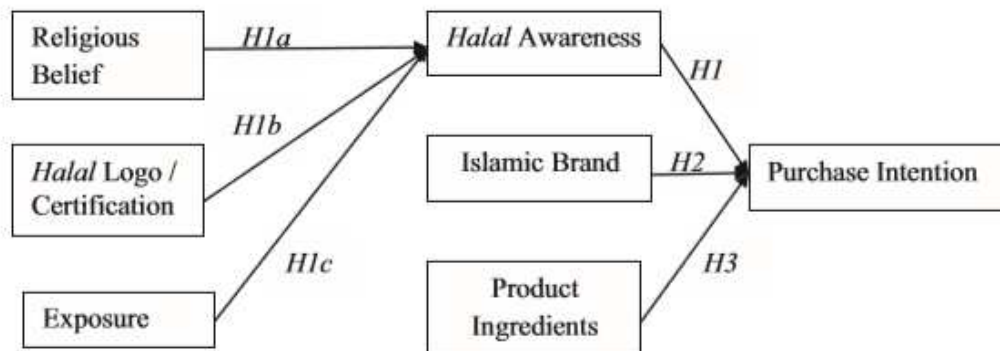 Religious
Belief
H1a
Halal Awareness
H1
H1b
Halal Logo /
Certification
Islamic Brand
H2
Purchase Intention
H1c
H3
Exposure
Product
Ingredients